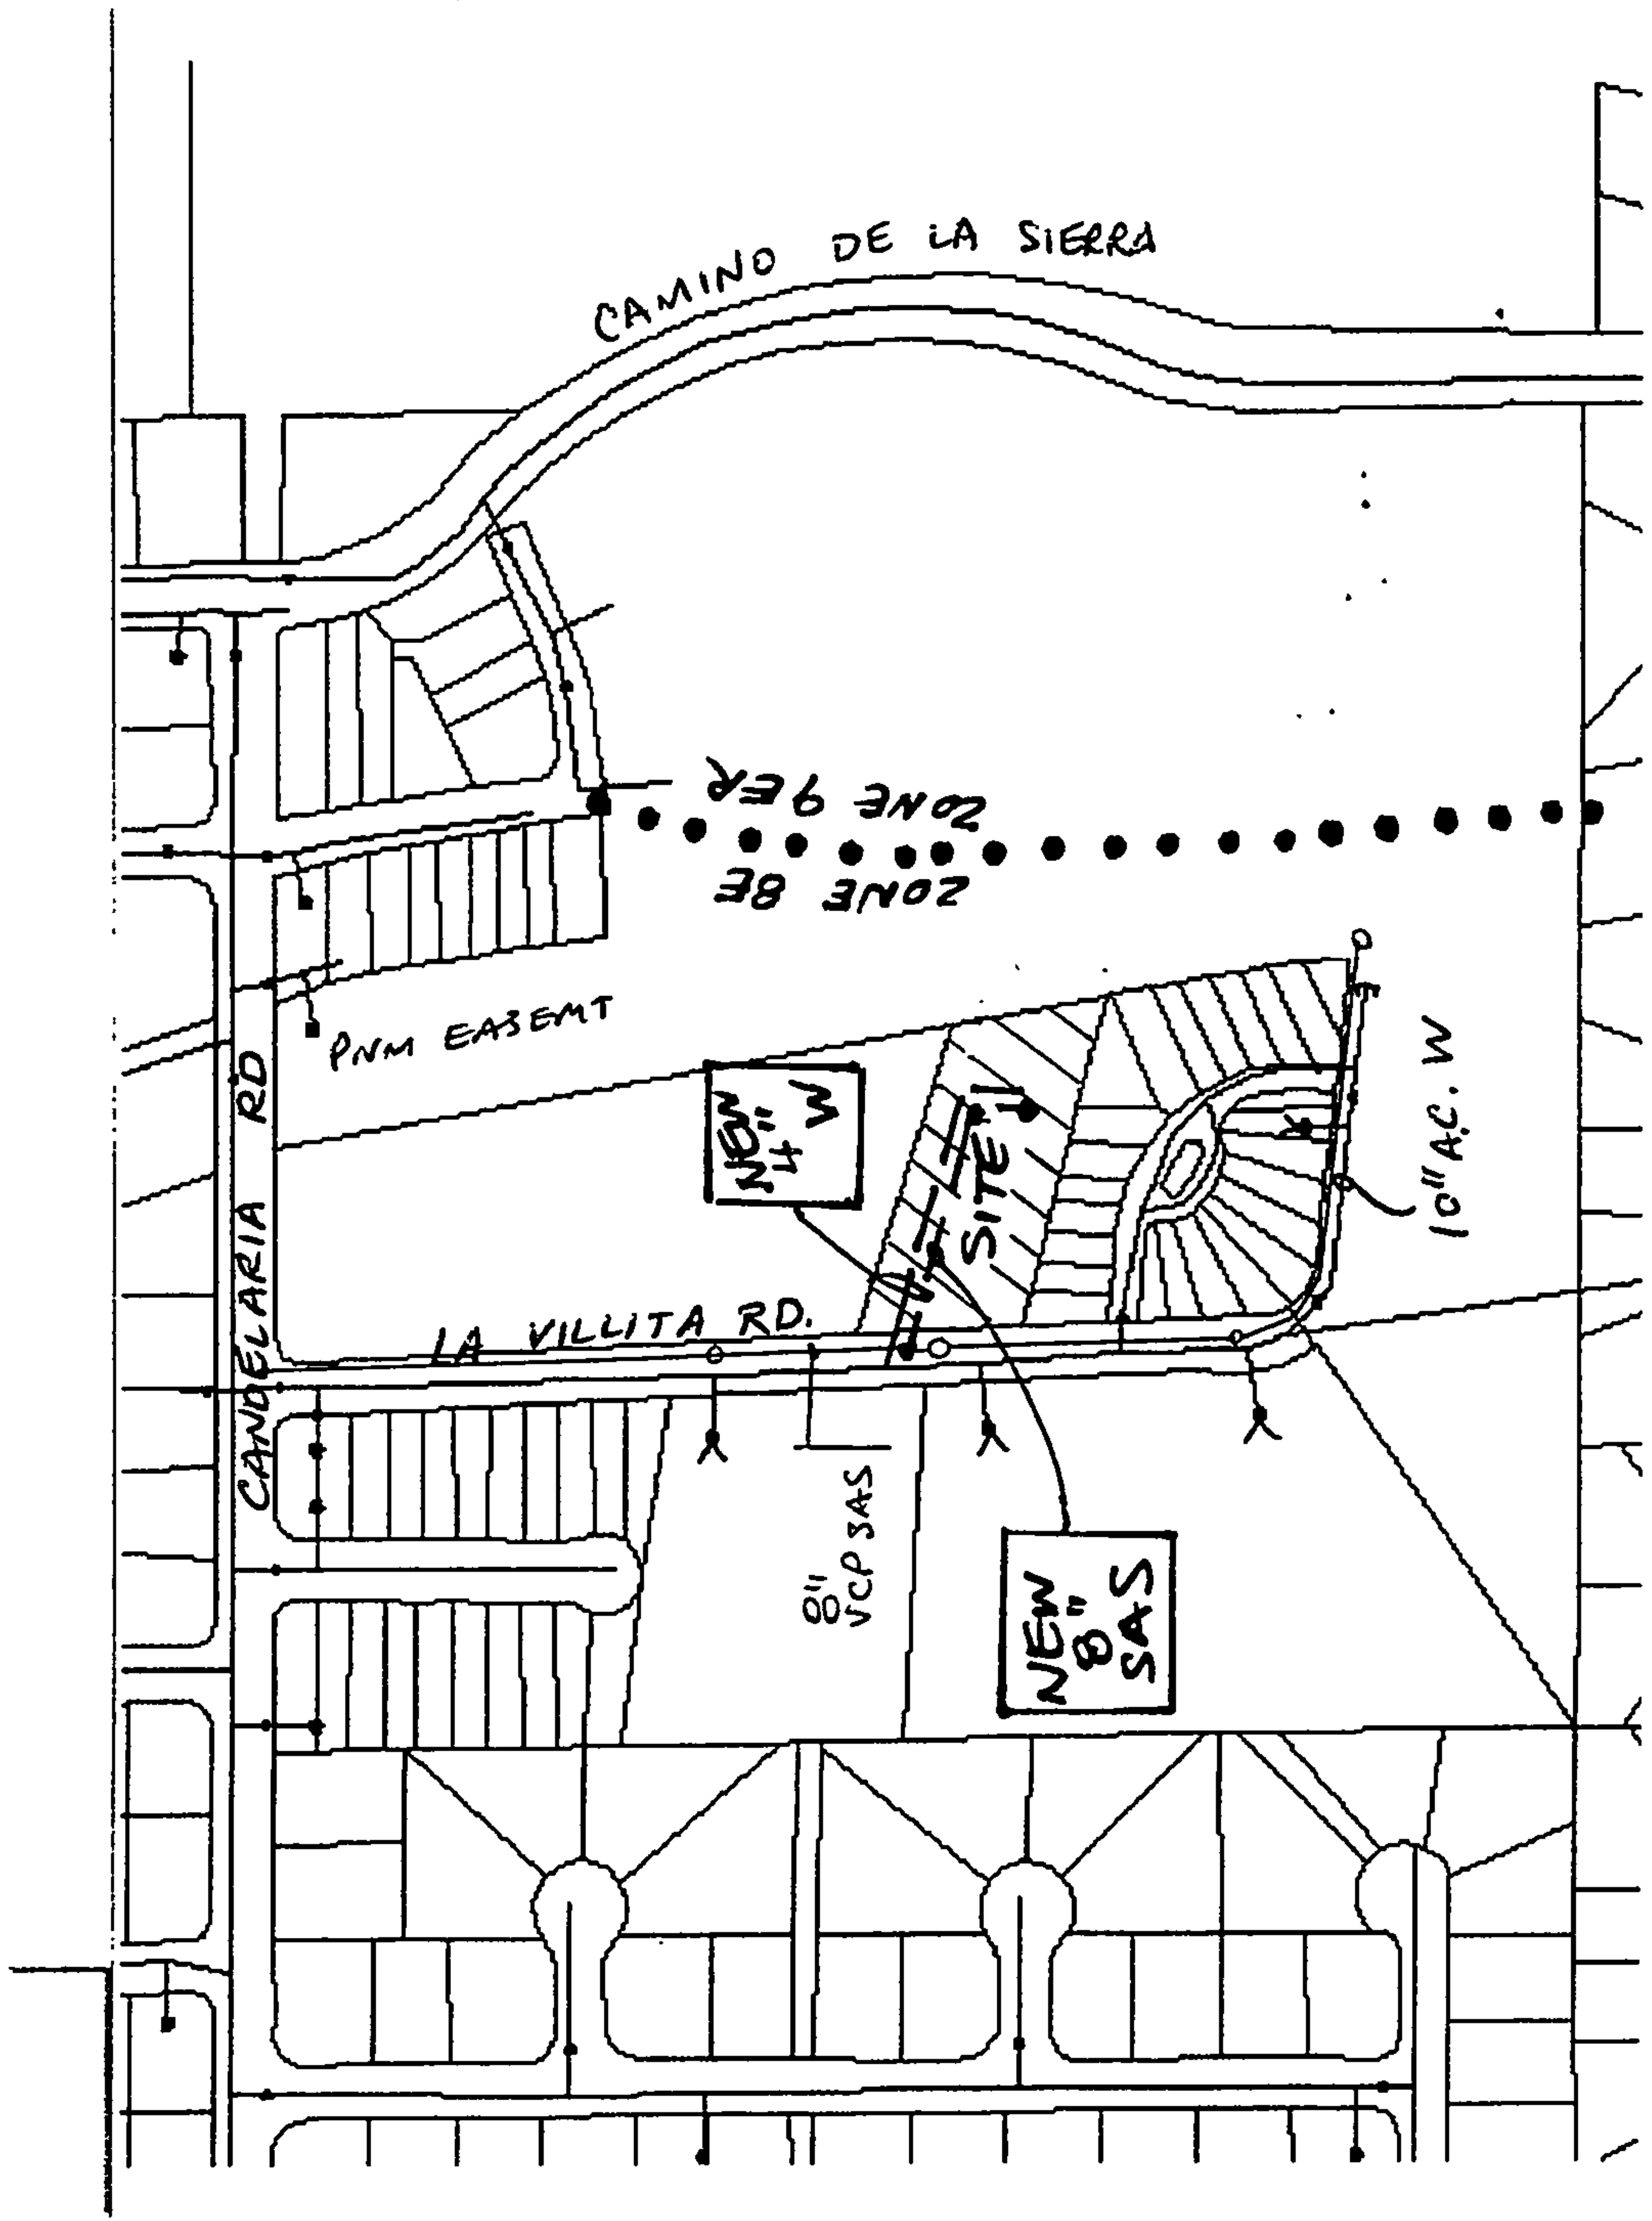 CAMINO DE LA SIERRA
ZONE 9ER
ZONE 8E
PNM EASEMT
CANDELARIA RD
NEW
4"
W
SITE
10" A.C. W
LA VILLITA RD.
8"
VCP SAS
NEW
8"
SAS